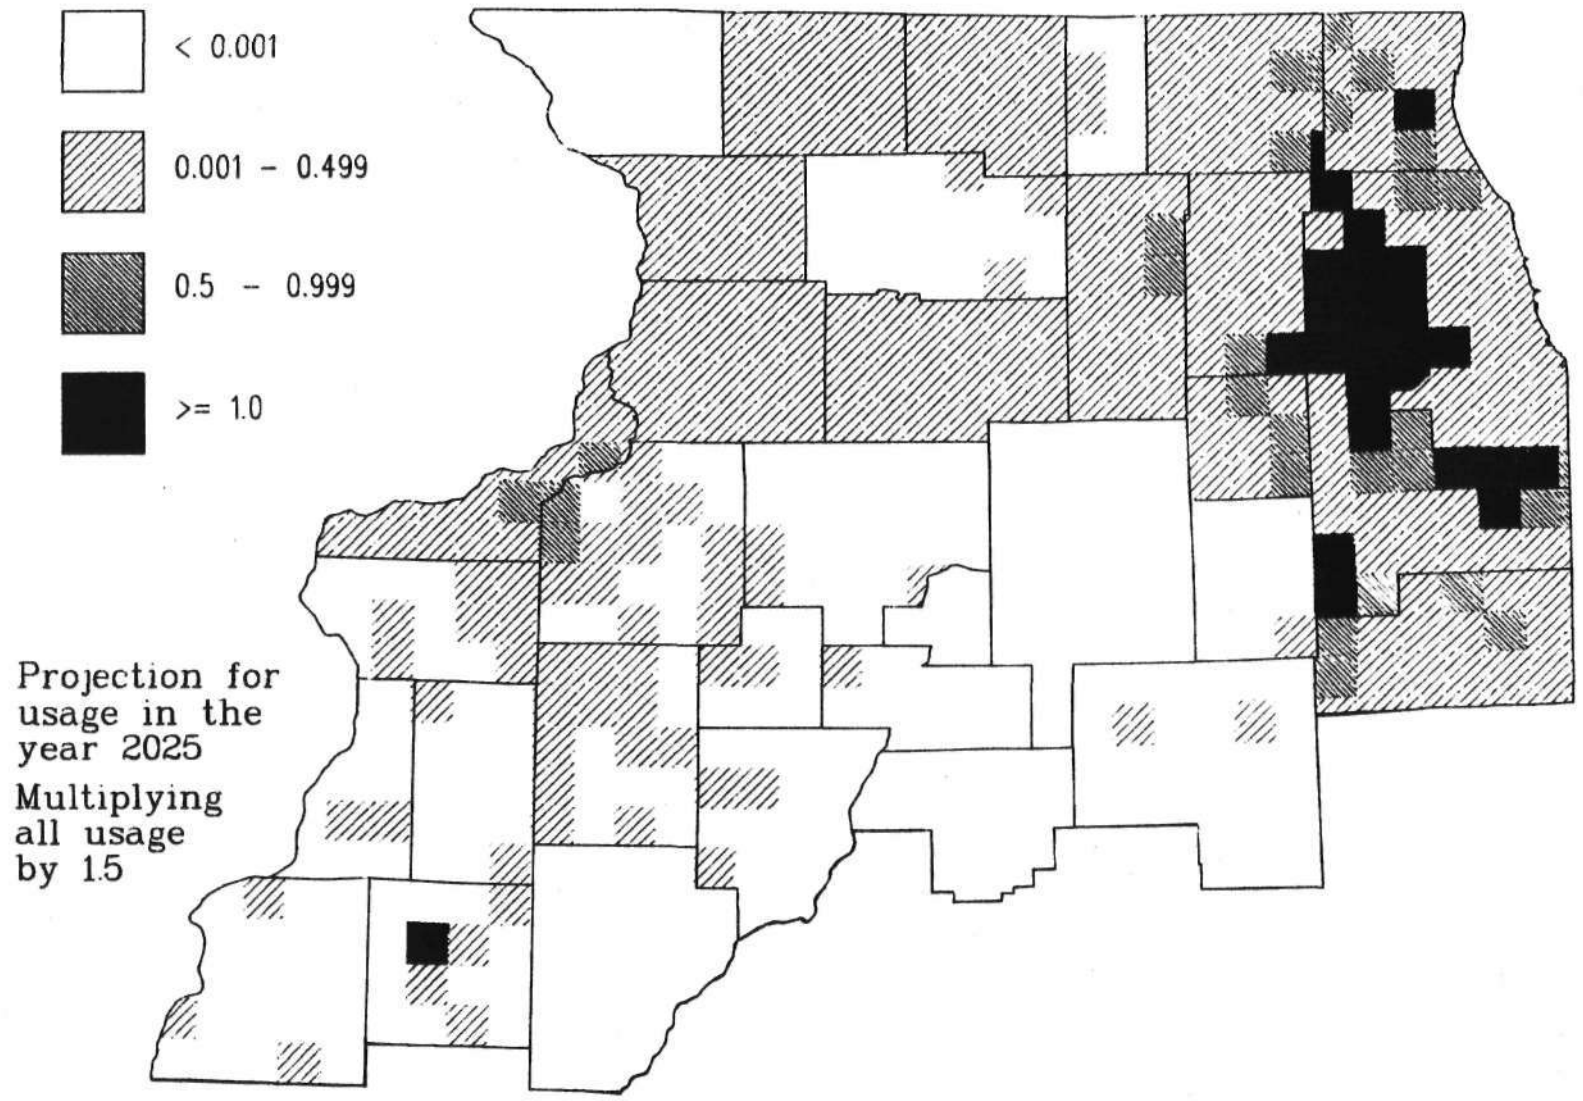 < 0.001
0.001 - 0.499
0.5 - 0.999
>= 1.0
Projection for
usage in the
year 2025
Multiplying
all usage
by 1.5